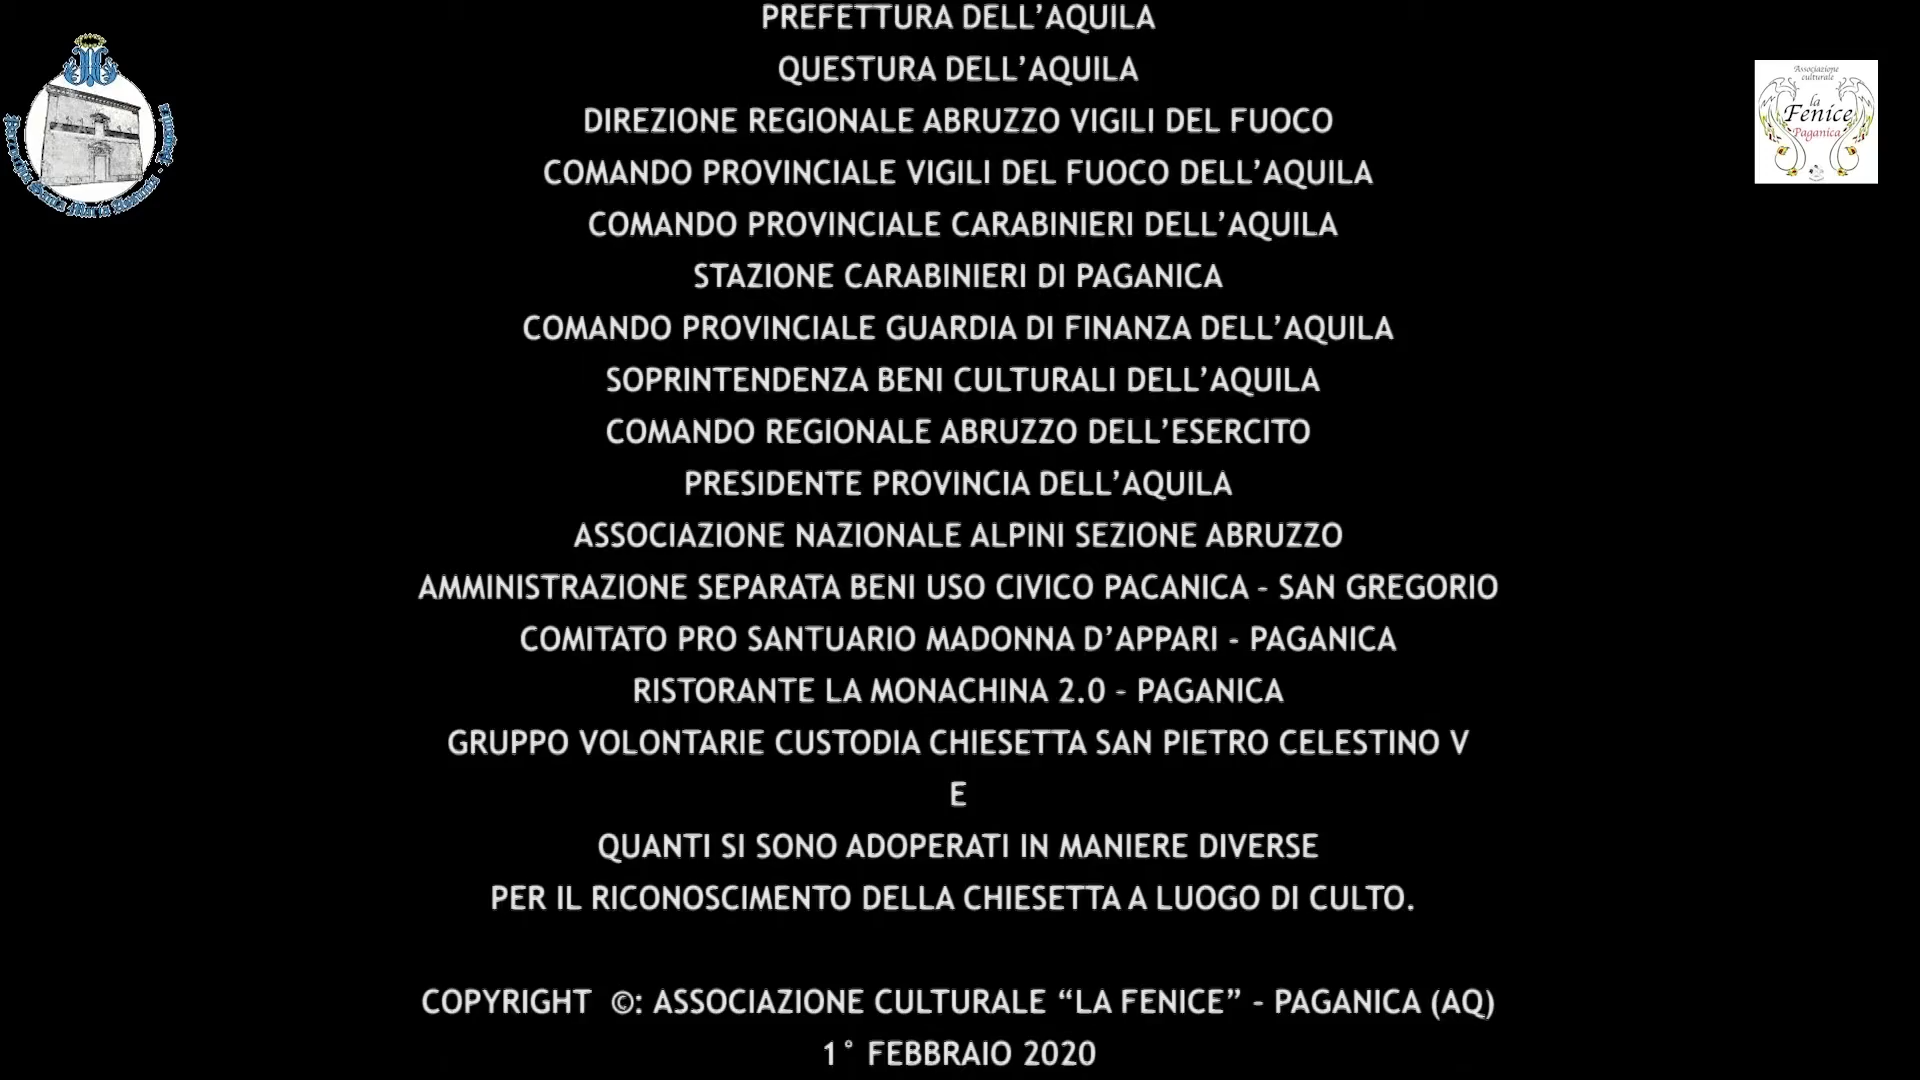 PREFETTURA DELL’AQUILA
QUESTURA DELL’AQUILA
DIREZIONE REGIONALE ABRUZZO VIGILI DEL FUOCO
COMANDO PROVINCIALE VIGILI DEL FUOCO DELL’AQUILA
COMANDO PROVINCIALE CARABINIERI DELL’AQUILA
STAZIONE CARABINIERI DI PAGANICA
COMANDO PROVINCIALE GUARDIA DI FINANZA DELL’AQUILA
SOPRINTENDENZA BENI CULTURALI DELL’AQUILA
COMANDO REGIONALE ABRUZZO DELL’ESERCITO
PRESIDENTE PROVINCIA DELL’AQUILA
ASSOCIAZIONE NAZIONALE ALPINI SEZIONE ABRUZZO
AMMINISTRAZIONE SEPARATA BENI USO CIVICO PACANICA - SAN GREGORIO
COMITATO PRO SANTUARIO MADONNA D’APPARI - PAGANICA
RISTORANTE LA MONACHINA 2.0 - PAGANICA
GRUPPO VOLONTARIE CUSTODIA CHIESETTA SAN PIETRO CELESTINO V
E
QUANTI SI SONO ADOPERATI IN MANIERE DIVERSE
PER IL RICONOSCIMENTO DELLA CHIESETTA A LUOGO DI CULTO.
COPYRIGHT ©: ASSOCIAZIONE CULTURALE “LA FENICE” - PAGANICA (AQ)
1° FEBBRAIO 2020
Parrocchia Santa Maria Assunta - Paganica
Associazione
culturale
la
Fenice
Paganica